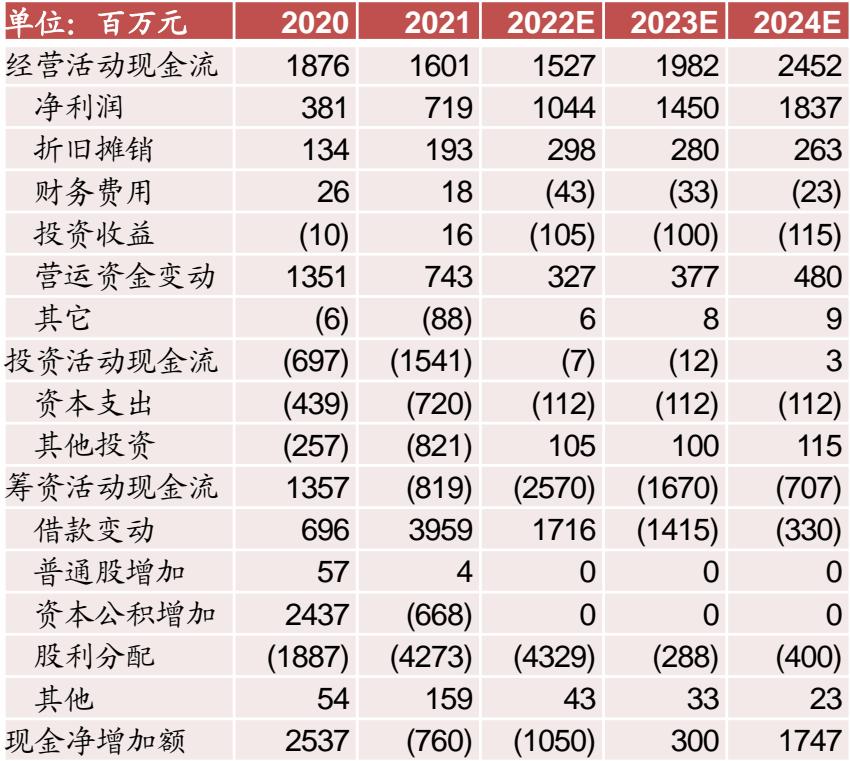 单位：百万元 2020 2021 2022E 2023E 2024E
经营活动现金流 1876 1601 1527 1982 2452
净利润 381 719 1044 1450 1837
折旧摊销 134 193 298 280 263
财务费用 26 18 (43) (33) (23)
投资收益 (10) 16 (105) (100) (115)
营运资金变动 1351 743 327 377 480
其它 (6) (88) 6 8 9
投资活动现金流 (697) (1541) (7) (12) 3
资本支出 (439) (720) (112) (112) (112)
其他投资 (257) (821) 105 100 115
筹资活动现金流 1357 (819) (2570) (1670) (707)
借款变动 696 3959 1716 (1415) (330)
普通股增加 57 4 0 0 0
资本公积增加 2437 (668) 0 0 0
股利分配 (1887) (4273) (4329) (288) (400)
其他 54 159 43 33 23
现金净增加额 2537 (760) (1050) 300 1747